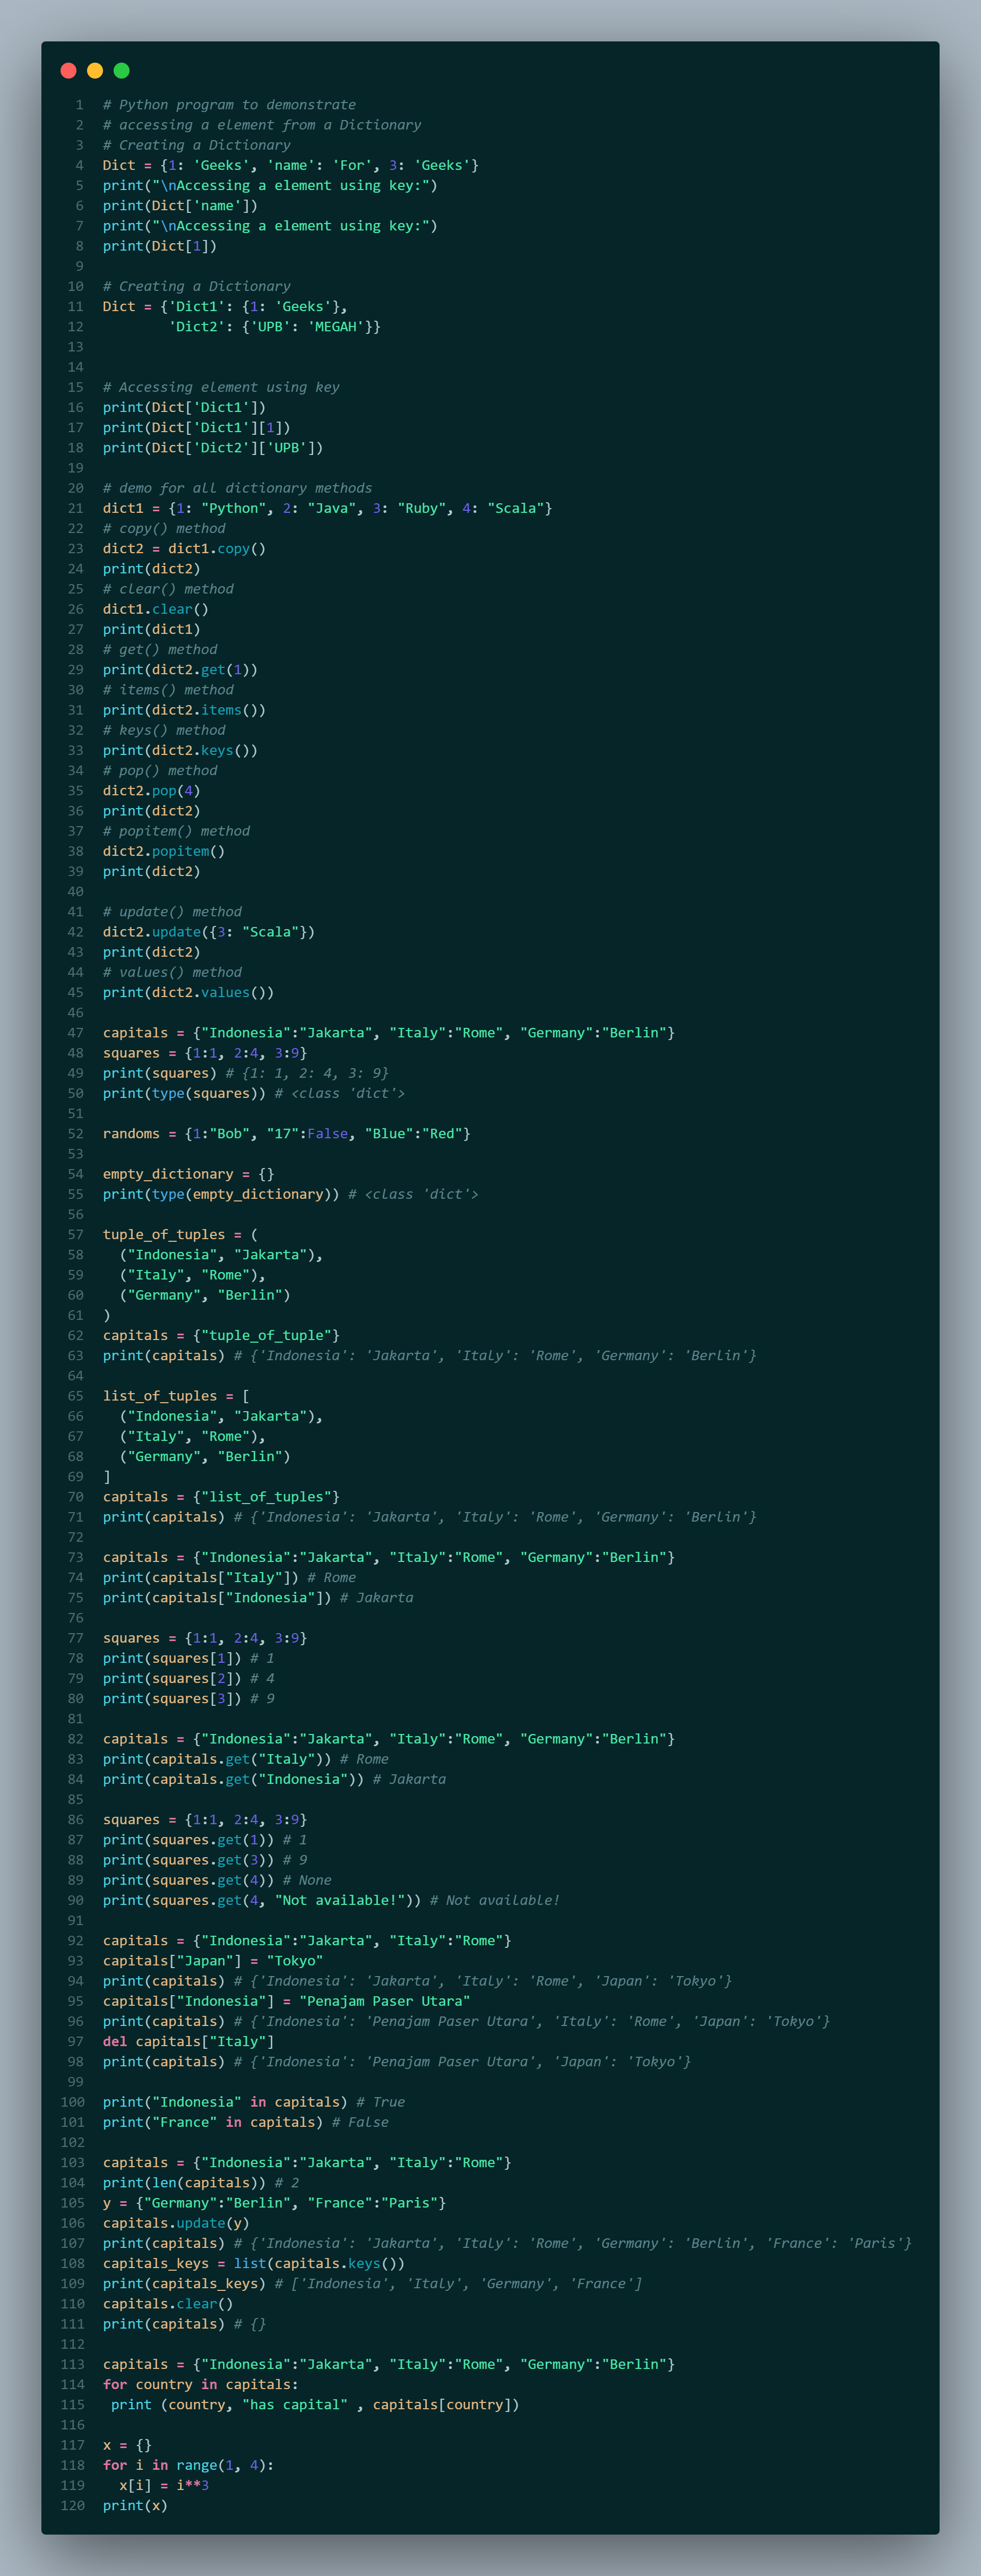 1 # Python program to demonstrate
2 # accessing a element from a Dictionary
3 # Creating a Dictionary
4 Dict = {1: 'Geeks', 'name': 'For', 3: 'Geeks'}
5 print("\nAccessing a element using key:")
6 print(Dict['name'])
7 print("\nAccessing a element using key:")
8 print(Dict[1])
9
10 # Creating a Dictionary
11 Dict = {'Dict1': {1: 'Geeks'},
12         'Dict2': {'UPB': 'MEGAH'}}
13
14
15 # Accessing element using key
16 print(Dict['Dict1'])
17 print(Dict['Dict1'][1])
18 print(Dict['Dict2']['UPB'])
19
20 # demo for all dictionary methods
21 dict1 = {1: "Python", 2: "Java", 3: "Ruby", 4: "Scala"}
22 # copy() method
23 dict2 = dict1.copy()
24 print(dict2)
25 # clear() method
26 dict1.clear()
27 print(dict1)
28 # get() method
29 print(dict2.get(1))
30 # items() method
31 print(dict2.items())
32 # keys() method
33 print(dict2.keys())
34 # pop() method
35 dict2.pop(4)
36 print(dict2)
37 # popitem() method
38 dict2.popitem()
39 print(dict2)
40
41 # update() method
42 dict2.update({3: "Scala"})
43 print(dict2)
44 # values() method
45 print(dict2.values())
46
47 capitals = {"Indonesia":"Jakarta", "Italy":"Rome", "Germany":"Berlin"}
48 squares = {1:1, 2:4, 3:9}
49 print(squares) # {1: 1, 2: 4, 3: 9}
50 print(type(squares)) # <class 'dict'>
51
52 randoms = {1:"Bob", "17":False, "Blue":"Red"}
53
54 empty_dictionary = {}
55 print(type(empty_dictionary)) # <class 'dict'>
56
57 tuple_of_tuples = (
58   ("Indonesia", "Jakarta"),
59   ("Italy", "Rome"),
60   ("Germany", "Berlin")
61 )
62 capitals = {"tuple_of_tuple"}
63 print(capitals) # {'Indonesia': 'Jakarta', 'Italy': 'Rome', 'Germany': 'Berlin'}
64
65 list_of_tuples = [
66   ("Indonesia", "Jakarta"),
67   ("Italy", "Rome"),
68   ("Germany", "Berlin")
69 ]
70 capitals = {"list_of_tuples"}
71 print(capitals) # {'Indonesia': 'Jakarta', 'Italy': 'Rome', 'Germany': 'Berlin'}
72
73 capitals = {"Indonesia":"Jakarta", "Italy":"Rome", "Germany":"Berlin"}
74 print(capitals["Italy"]) # Rome
75 print(capitals["Indonesia"]) # Jakarta
76
77 squares = {1:1, 2:4, 3:9}
78 print(squares[1]) # 1
79 print(squares[2]) # 4
80 print(squares[3]) # 9
81
82 capitals = {"Indonesia":"Jakarta", "Italy":"Rome", "Germany":"Berlin"}
83 print(capitals.get("Italy")) # Rome
84 print(capitals.get("Indonesia")) # Jakarta
85
86 squares = {1:1, 2:4, 3:9}
87 print(squares.get(1)) # 1
88 print(squares.get(3)) # 9
89 print(squares.get(4)) # None
90 print(squares.get(4, "Not available!")) # Not available!
91
92 capitals = {"Indonesia":"Jakarta", "Italy":"Rome"}
93 capitals["Japan"] = "Tokyo"
94 print(capitals) # {'Indonesia': 'Jakarta', 'Italy': 'Rome', 'Japan': 'Tokyo'}
95 capitals["Indonesia"] = "Penajam Paser Utara"
96 print(capitals) # {'Indonesia': 'Penajam Paser Utara', 'Italy': 'Rome', 'Japan': 'Tokyo'}
97 del capitals["Italy"]
98 print(capitals) # {'Indonesia': 'Penajam Paser Utara', 'Japan': 'Tokyo'}
99
100 print("Indonesia" in capitals) # True
101 print("France" in capitals) # False
102
103 capitals = {"Indonesia":"Jakarta", "Italy":"Rome"}
104 print(len(capitals)) # 2
105 y = {"Germany":"Berlin", "France":"Paris"}
106 capitals.update(y)
107 print(capitals) # {'Indonesia': 'Jakarta', 'Italy': 'Rome', 'Germany': 'Berlin', 'France': 'Paris'}
108 capitals_keys = list(capitals.keys())
109 print(capitals_keys) # ['Indonesia', 'Italy', 'Germany', 'France']
110 capitals.clear()
111 print(capitals) # {}
112
113 capitals = {"Indonesia":"Jakarta", "Italy":"Rome", "Germany":"Berlin"}
114 for country in capitals:
115  print (country, "has capital" , capitals[country])
116
117 x = {}
118 for i in range(1, 4):
119   x[i] = i**3
120 print(x)